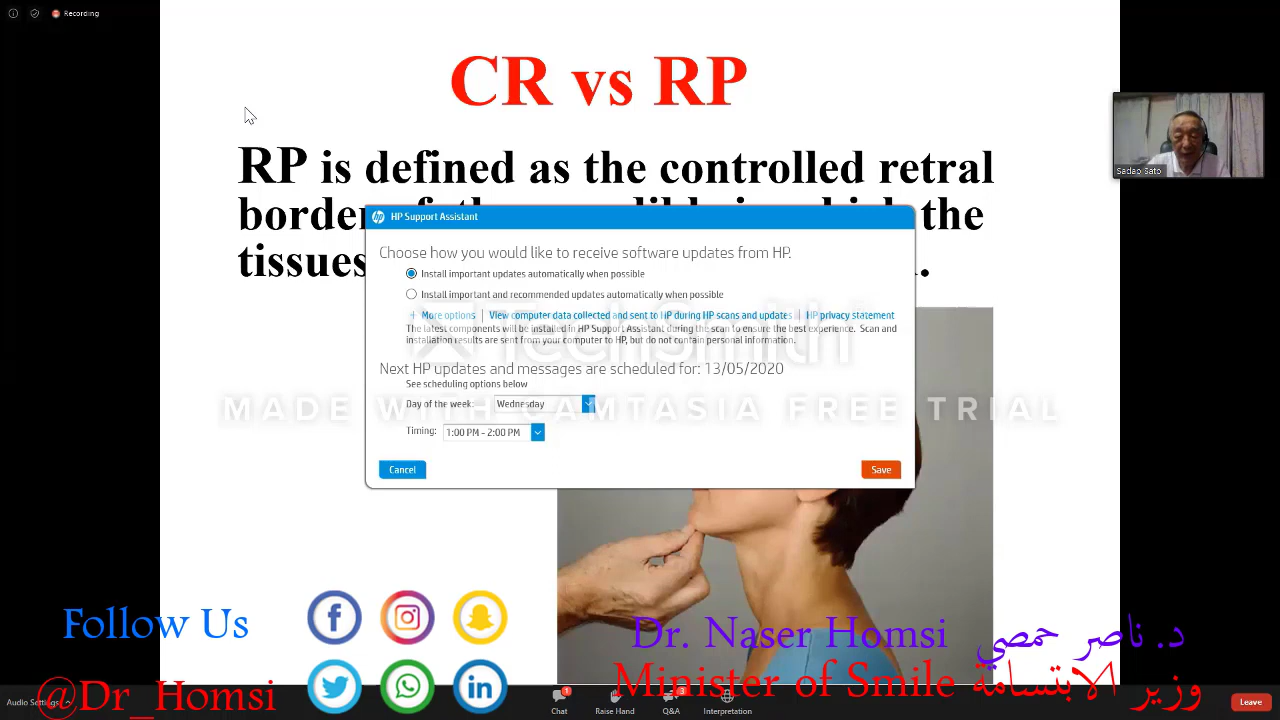 Recording
CR vs RP
Sadao Sato
RP is defined as the controlled retral
border the
tissues
HP Support Assistant
Choose how you would like to receive software updates from HP.
Install important updates automatically when possible
Install important and recommended updates automatically when possible
+ More options | View computer data collected and sent to HP during HP scans and updates | HP privacy statement
The latest components will be installed in HP Support Assistant during the scan to ensure the best experience. Scan and
installation results are sent from your computer to HP, but do not contain personal information.
TechSmith
Next HP updates and messages are scheduled for: 13/05/2020
See scheduling options below
Day of the week: Wednesday
MADE WITH CAMTASIA FREE TRIAL
Timing: 1:00 PM - 2:00 PM
Cancel Save
Follow Us
Dr. Naser Homsi د. ناصر حمصي
@Dr_Homsi
Minister of Smile وزير الابتسامة
Audio Settings
1
3
Chat Raise Hand Q&A Interpretation Leave